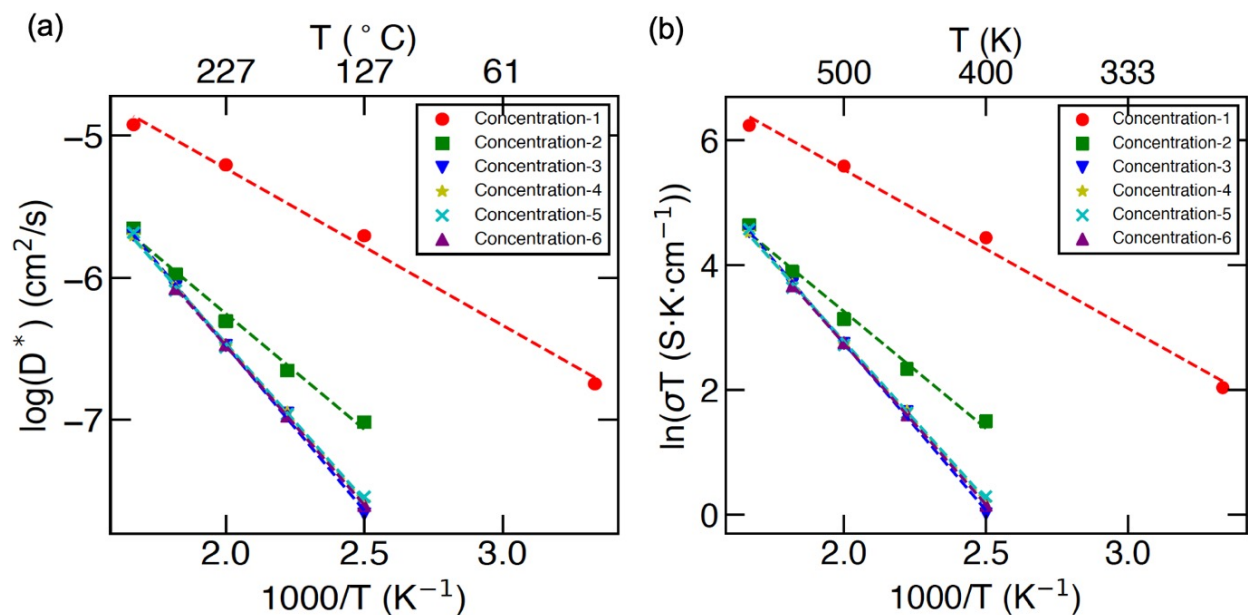 (a)
T (°C)
227 127 61
−5
−6
−7
log(D*) (cm²/s)
Concentration-1
Concentration-2
Concentration-3
Concentration-4
Concentration-5
Concentration-6
2.0 2.5 3.0
1000/T (K⁻¹)
(b)
T (K)
500 400 333
6
4
2
0
ln(σT (S·K·cm⁻¹))
Concentration-1
Concentration-2
Concentration-3
Concentration-4
Concentration-5
Concentration-6
2.0 2.5 3.0
1000/T (K⁻¹)